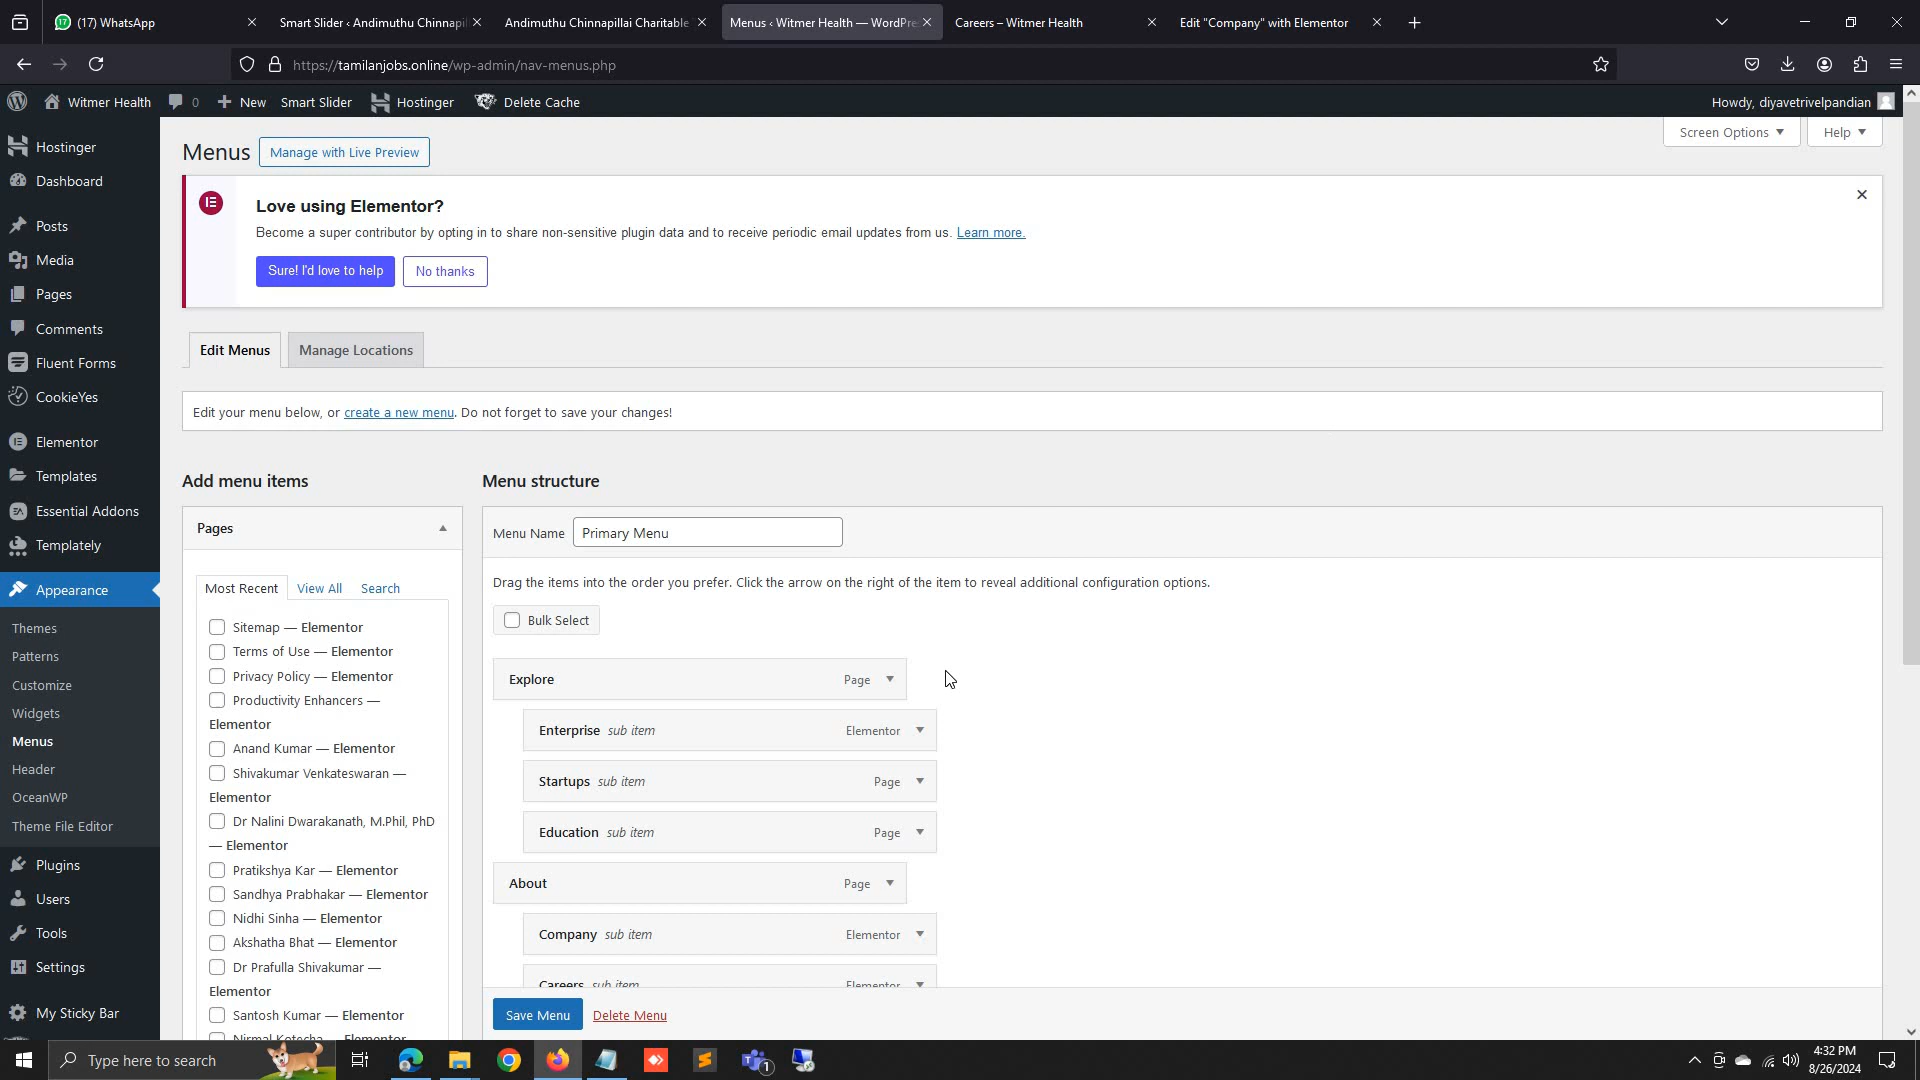 (17) WhatsApp
Smart Slider ‹ Andimuthu Chinnapil
Andimuthu Chinnapillai Charitable
Menus ‹ Witmer Health — WordPre
Careers – Witmer Health
Edit "Company" with Elementor
https://tamilanjobs.online/wp-admin/nav-menus.php
Witmer Health
0
New
Smart Slider
Hostinger
Delete Cache
Howdy, diyavetrivelpandian
Hostinger
Dashboard
Posts
Media
Pages
Comments
Fluent Forms
CookieYes
Elementor
Templates
Essential Addons
Templately
Appearance
Themes
Patterns
Customize
Widgets
Menus
Header
OceanWP
Theme File Editor
Plugins
Users
Tools
Settings
My Sticky Bar
Screen Options
Help
Menus
Manage with Live Preview
Love using Elementor?
Become a super contributor by opting in to share non-sensitive plugin data and to receive periodic email updates from us. Learn more.
Sure! I'd love to help
No thanks
Edit Menus
Manage Locations
Edit your menu below, or create a new menu. Do not forget to save your changes!
Add menu items
Pages
Most Recent
View All
Search
Sitemap — Elementor
Terms of Use — Elementor
Privacy Policy — Elementor
Productivity Enhancers —
Elementor
Anand Kumar — Elementor
Shivakumar Venkateswaran —
Elementor
Dr Nalini Dwarakanath, M.Phil, PhD
— Elementor
Pratikshya Kar — Elementor
Sandhya Prabhakar — Elementor
Nidhi Sinha — Elementor
Akshatha Bhat — Elementor
Dr Prafulla Shivakumar —
Elementor
Santosh Kumar — Elementor
Nirmal Kotecha — Elementor
Menu structure
Menu Name
Primary Menu
Drag the items into the order you prefer. Click the arrow on the right of the item to reveal additional configuration options.
Bulk Select
Explore
Page
Enterprise sub item
Elementor
Startups sub item
Page
Education sub item
Page
About
Page
Company sub item
Elementor
Careers sub item
Elementor
Save Menu
Delete Menu
Type here to search
1
4:32 PM
8/26/2024